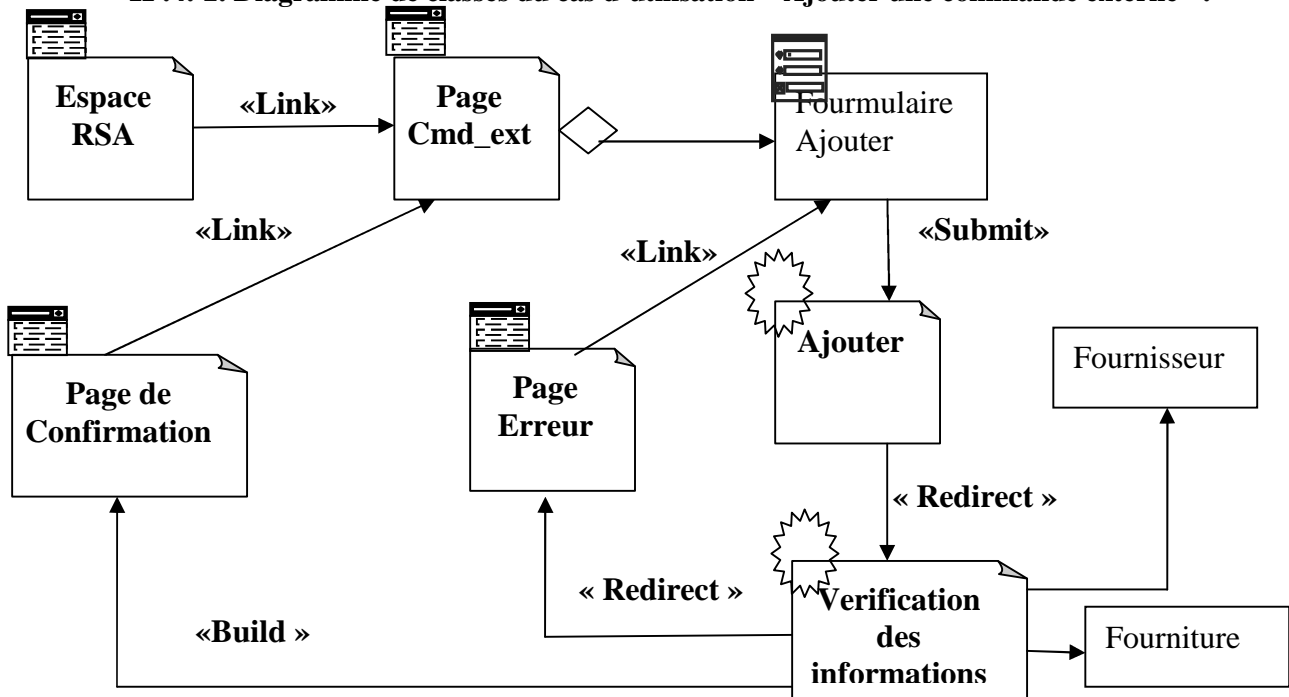 Espace
RSA
«Link»
Page
Cmd_ext
Fourmulaire
Ajouter
«Link»
«Link»
«Submit»
Ajouter
Fournisseur
Page de
Confirmation
Page
Erreur
« Redirect »
« Redirect »
Verification
des
informations
«Build »
Fourniture